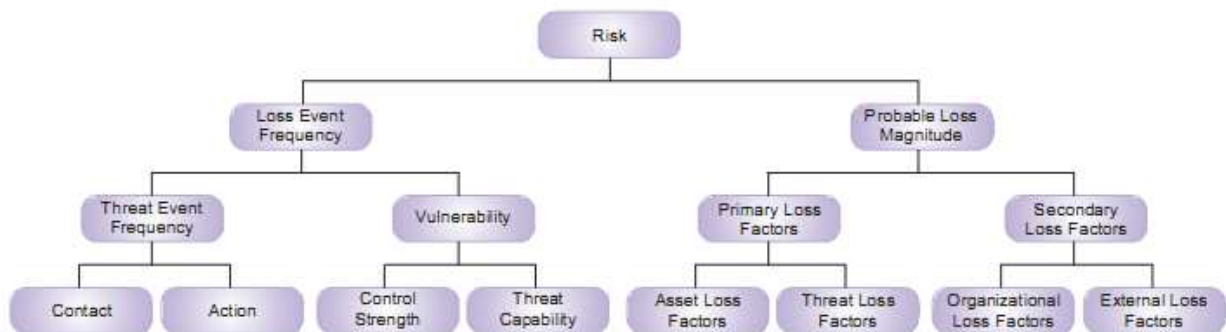 Risk
Loss Event
Frequency
Probable Loss
Magnitude
Threat Event
Frequency
Vulnerability
Primary Loss
Factors
Secondary
Loss Factors
Contact
Action
Control
Strength
Threat
Capability
Asset Loss
Factors
Threat Loss
Factors
Organizational
Loss Factors
External Loss
Factors